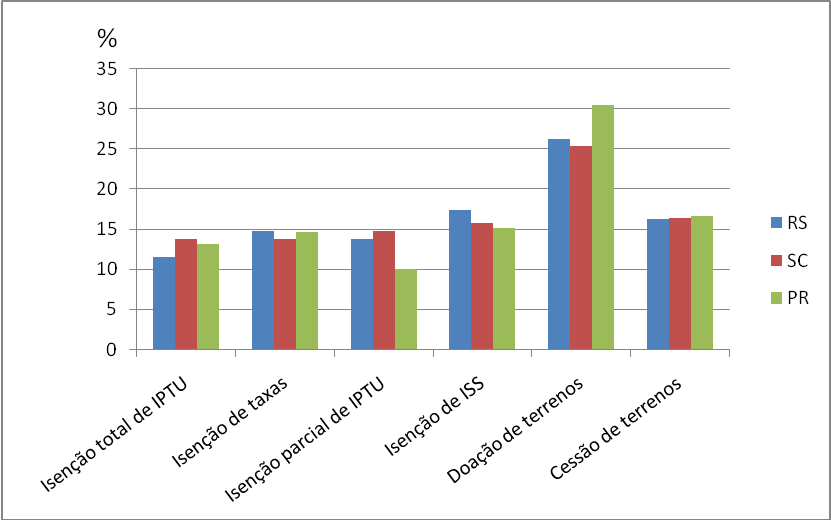 %
35
30
25
20
15
10
5
0
Isenção total de IPTU
Isenção de taxas
Isenção parcial de IPTU
Isenção de ISS
Doação de terrenos
Cessão de terrenos
RS
SC
PR